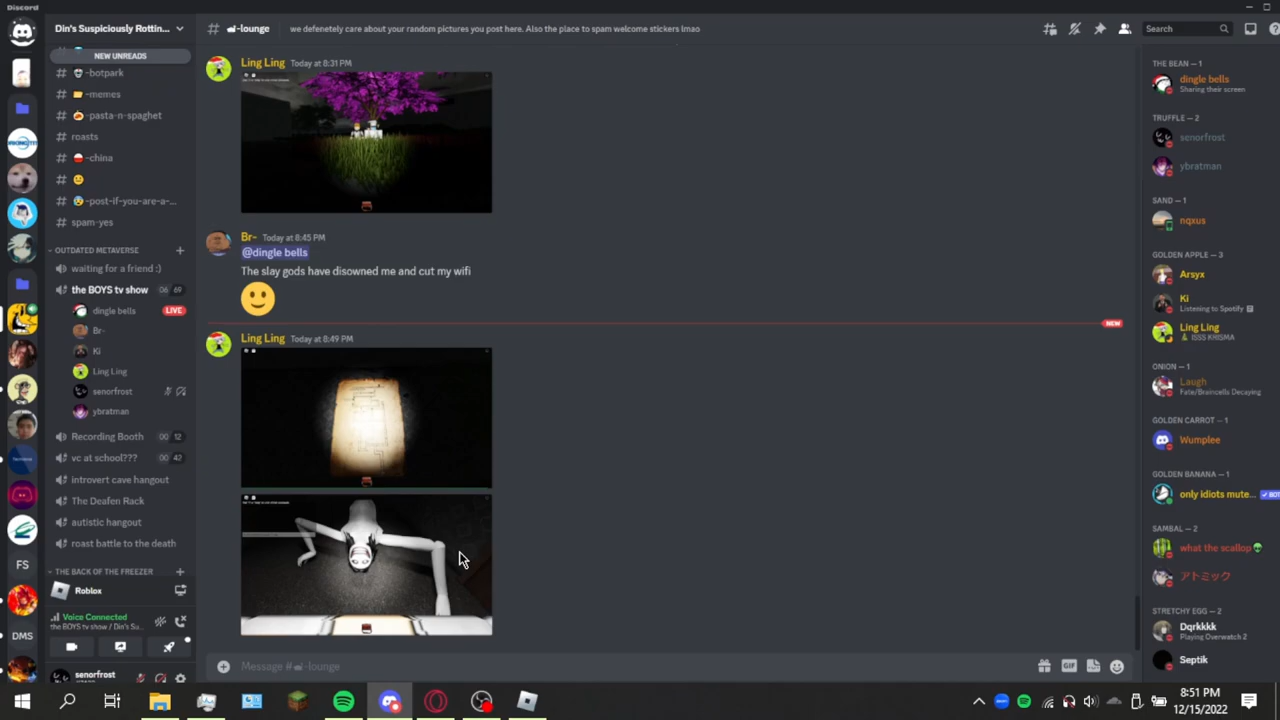 Discord
Din's Suspiciously Rottin...
NEW UNREADS
-botpark
-memes
-pasta-n-spaghet
roasts
-china
-post-if-you-are-a-...
spam-yes
OUTDATED METAVERSE
waiting for a friend :)
the BOYS tv show 06 69
dingle bells LIVE
Br-
Ki
Ling Ling
senorfrost
ybratman
Recording Booth 00 12
vc at school??? 00 42
introvert cave hangout
The Deafen Rack
autistic hangout
roast battle to the death
THE BACK OF THE FREEZER
Roblox
Voice Connected
the BOYS tv show / Din's Su...
senorfrost
FS
DMS
-lounge we defenetely care about your random pictures you post here. Also the place to spam welcome stickers lmao
Search
Ling Ling Today at 8:31 PM
Br- Today at 8:45 PM
@dingle bells
The slay gods have disowned me and cut my wifi
NEW
Ling Ling Today at 8:49 PM
Message #-lounge
GIF
THE BEAN — 1
dingle bells
Sharing their screen
TRUFFLE — 2
senorfrost
ybratman
SAND — 1
nqxus
GOLDEN APPLE — 3
Arsyx
Ki
Listening to Spotify
Ling Ling
ISSS KHISMA
ONION — 1
Laugh
Fate/Braincells Decaying
GOLDEN CARROT — 1
Wumplee
GOLDEN BANANA — 1
only idiots mute... BOT
SAMBAL — 2
what the scallop
アトミック
STRETCHY EGG — 2
Dqrkkkk
Playing Overwatch 2
Septik
8:51 PM
12/15/2022